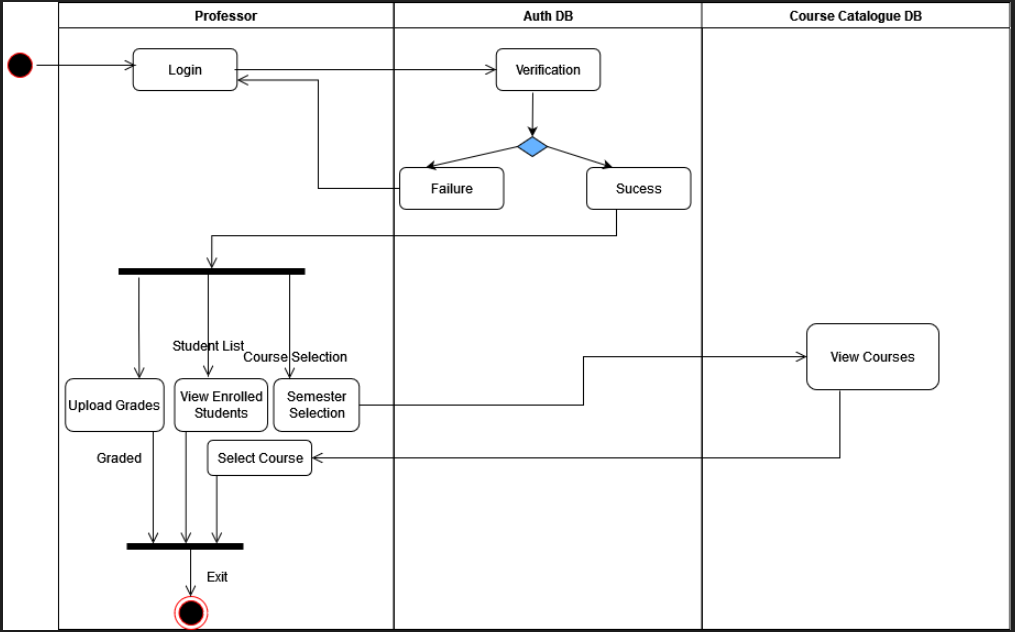 Professor
Auth DB
Course Catalogue DB
Login
Verification
Failure
Sucess
Student List
Course Selection
View Courses
Upload Grades
View Enrolled
Students
Semester
Selection
Graded
Select Course
Exit